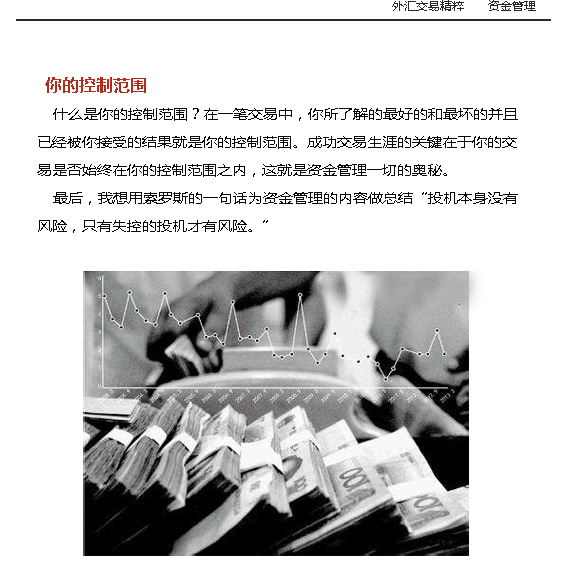 外汇交易精粹 资金管理
你的控制范围
什么是你的控制范围？在一笔交易中，你所了解的最好的和最坏的并且
已经被你接受的结果就是你的控制范围。成功交易生涯的关键在于你的交
易是否始终在你的控制范围之内，这就是资金管理一切的奥秘。
最后，我想用索罗斯的一句话为资金管理的内容做总结“投机本身没有
风险，只有失控的投机才有风险。”
100